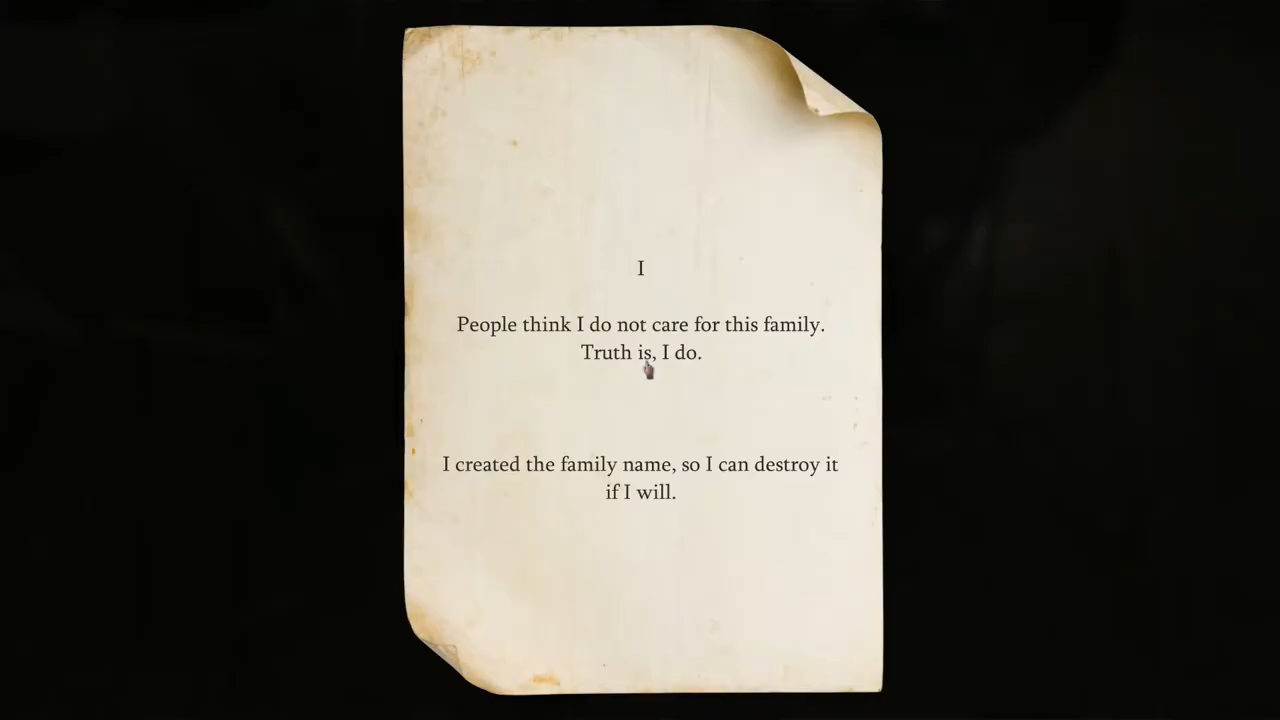 I
People think I do not care for this family.
Truth is, I do.
I created the family name, so I can destroy it
if I will.